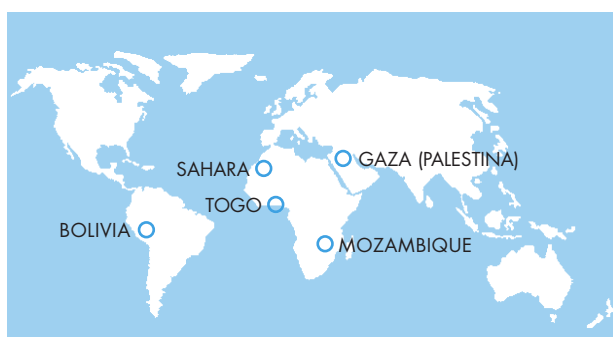 GAZA (PALESTINA)
SAHARA
TOGO
BOLIVIA
MOZAMBIQUE